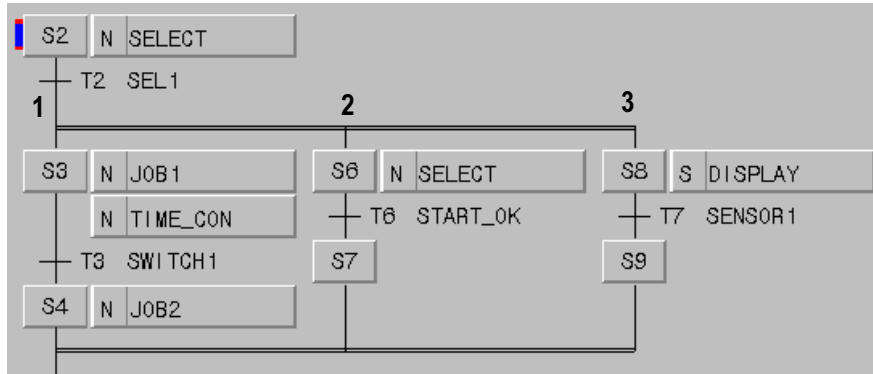 S2 N SELECT
T2 SEL1
1 2 3
S3 N JOB1 S6 N SELECT S8 S DISPLAY
N TIME_CON T6 START_OK T7 SENSOR1
T3 SWITCH1 S7 S9
S4 N JOB2